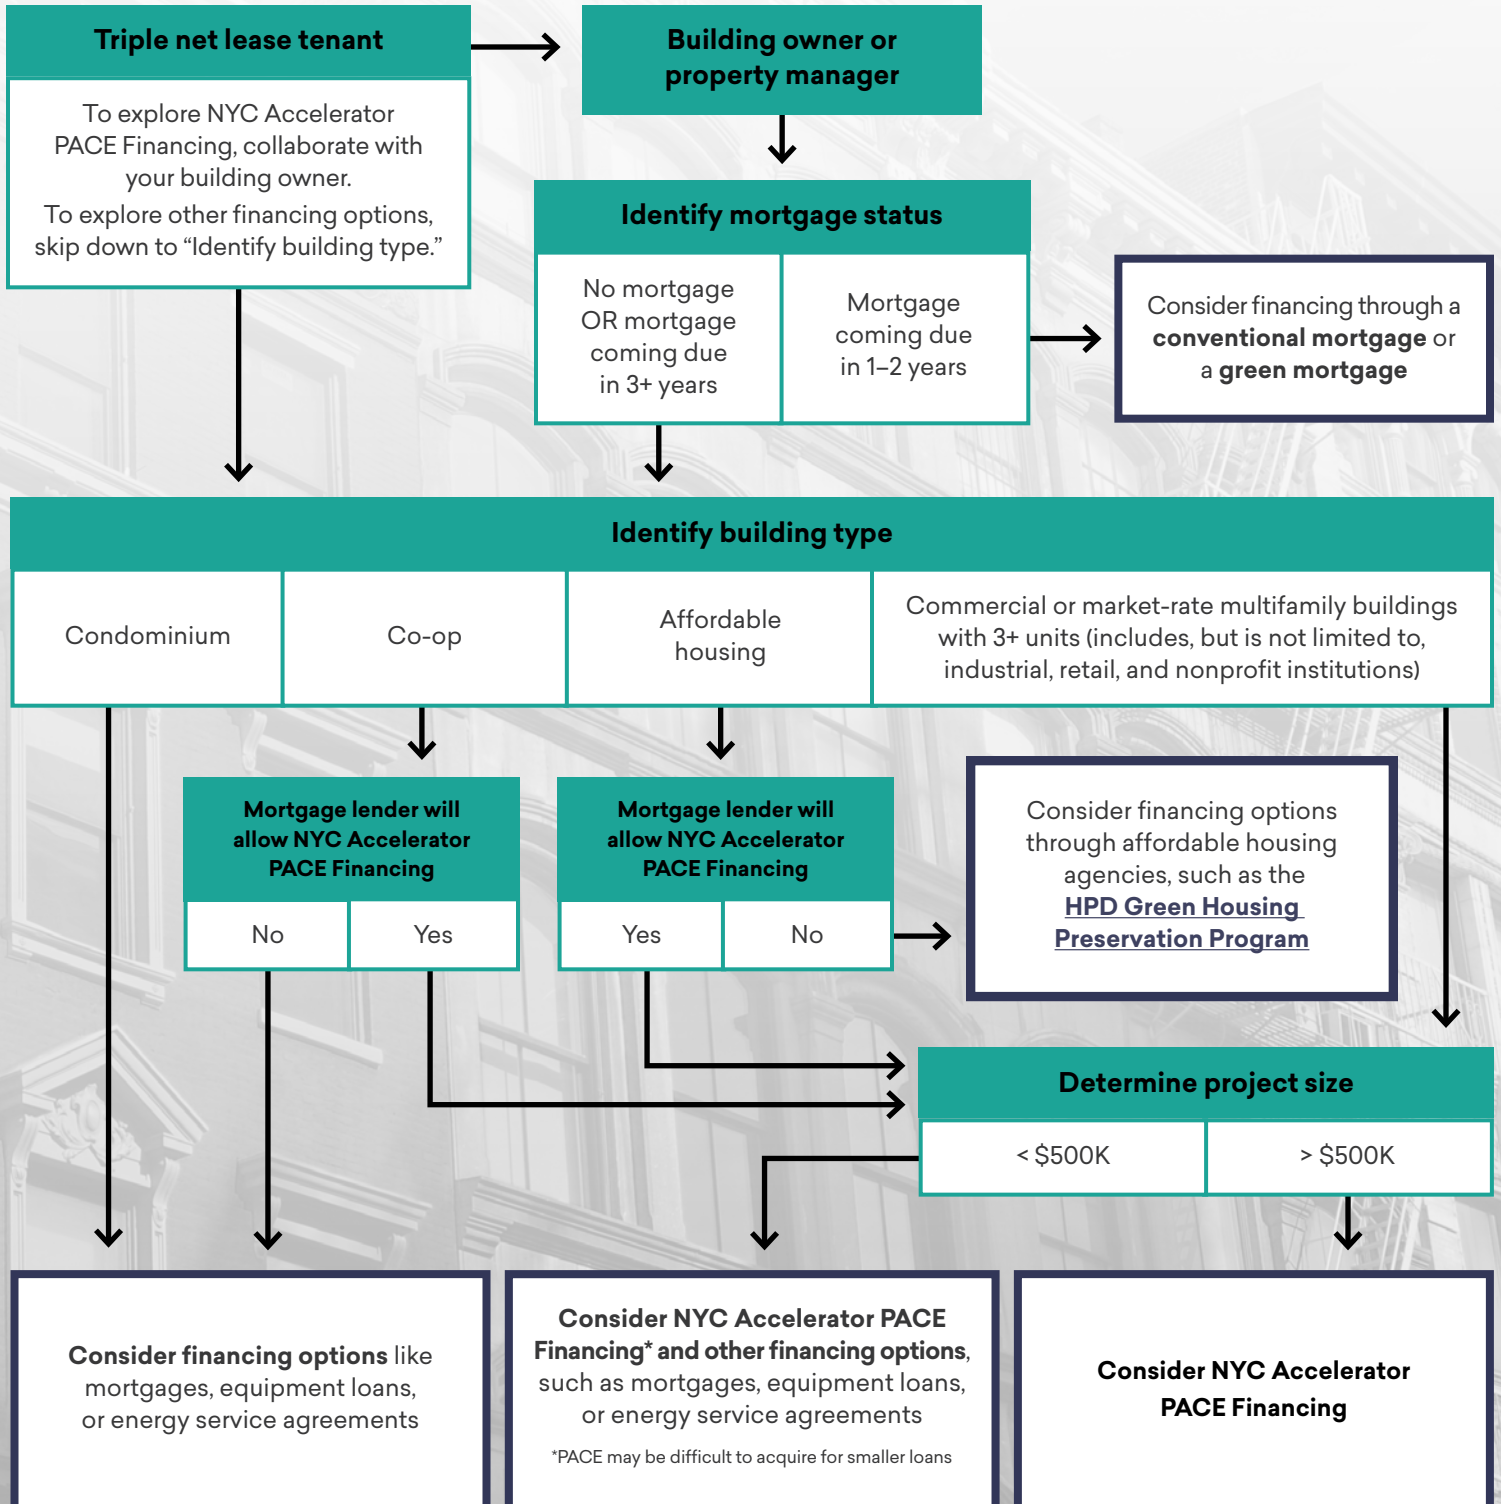 Triple net lease tenant
To explore NYC Accelerator
PACE Financing, collaborate with
your building owner.
To explore other financing options,
skip down to “Identify building type.”
Building owner or
property manager
Identify mortgage status
No mortgage
OR mortgage
coming due
in 3+ years
Mortgage
coming due
in 1–2 years
Consider financing through a
conventional mortgage or
a green mortgage
Identify building type
Condominium
Co-op
Affordable
housing
Commercial or market-rate multifamily buildings
with 3+ units (includes, but is not limited to,
industrial, retail, and nonprofit institutions)
Mortgage lender will
allow NYC Accelerator
PACE Financing
No
Yes
Mortgage lender will
allow NYC Accelerator
PACE Financing
Yes
No
Consider financing options
through affordable housing
agencies, such as the
HPD Green Housing
Preservation Program
Determine project size
< $500K
> $500K
Consider financing options like
mortgages, equipment loans,
or energy service agreements
Consider NYC Accelerator PACE
Financing* and other financing options,
such as mortgages, equipment loans,
or energy service agreements
*PACE may be difficult to acquire for smaller loans
Consider NYC Accelerator
PACE Financing